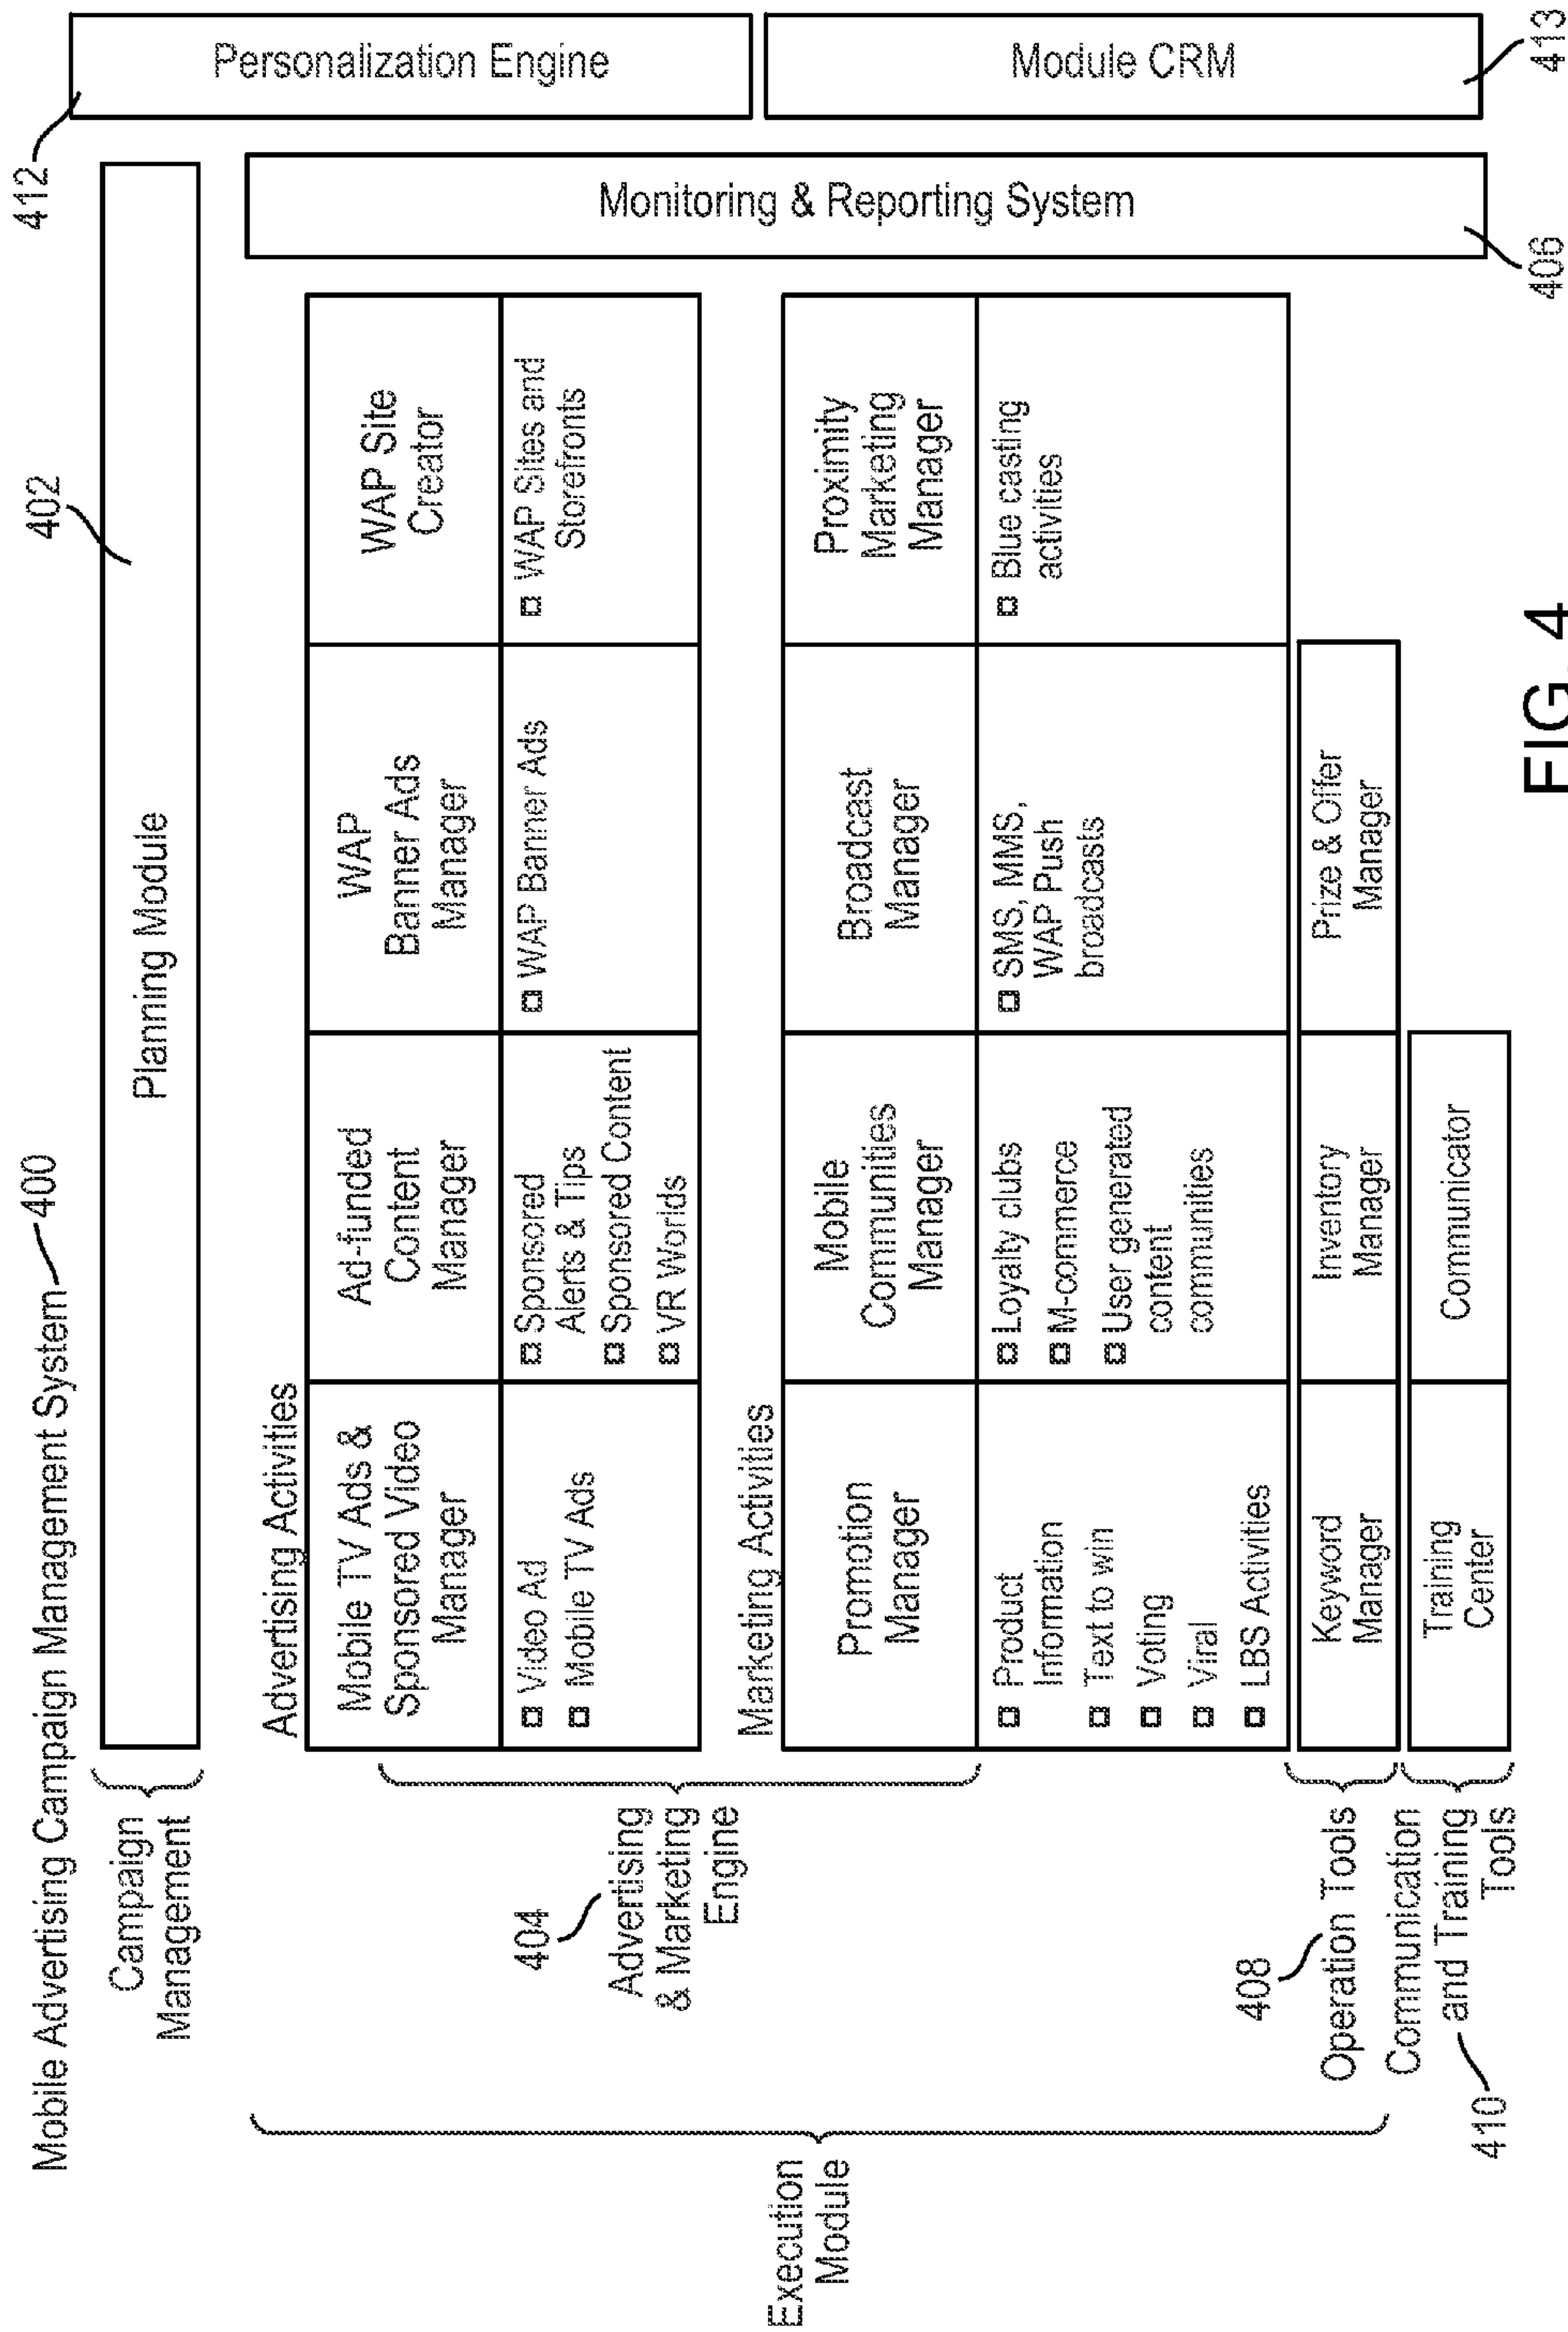 Mobile Advertising Campaign Management System
400
402
412
Campaign
Management
Planning Module
Personalization Engine
Module CRM
413
Monitoring & Reporting System
406
Execution
Module
404
Advertising
& Marketing
Engine
Advertising Activities
Mobile TV Ads &
Sponsored Video
Manager
Ad-funded
Content
Manager
WAP
Banner Ads
Manager
WAP Site
Creator
Video Ad
Mobile TV Ads
Sponsored
Alerts & Tips
Sponsored Content
VR Worlds
WAP Banner Ads
WAP Sites and
Storefronts
Marketing Activities
Promotion
Manager
Mobile
Communities
Manager
Broadcast
Manager
Proximity
Marketing
Manager
Product
Information
Text to win
Voting
Viral
LBS Activities
Loyalty clubs
M-commerce
User generated
content
communities
SMS, MMS,
WAP Push
broadcasts
Blue casting
activities
408
Operation Tools
Keyword
Manager
Inventory
Manager
Prize & Offer
Manager
Communication
and Training
Tools
410
Training
Center
Communicator
FIG. 4